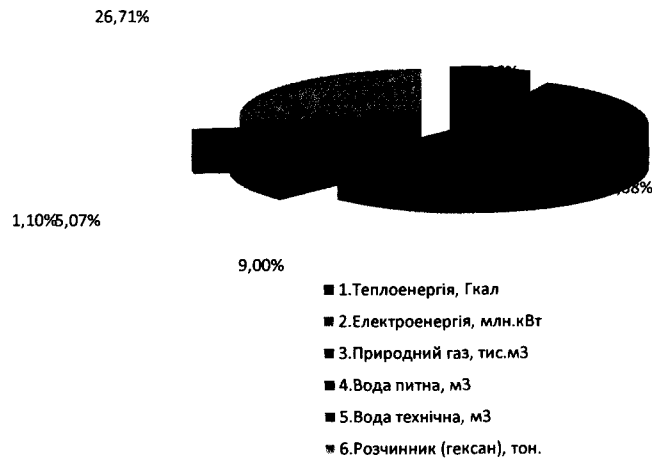 26,71%
1,10%5,07%
9,00%
1.Теплоенергія, Гкал
2.Електроенергія, млн.кВт
3.Природний газ, тис.м3
4.Вода питна, м3
5.Вода технічна, м3
6.Розчинник (гексан), тон.